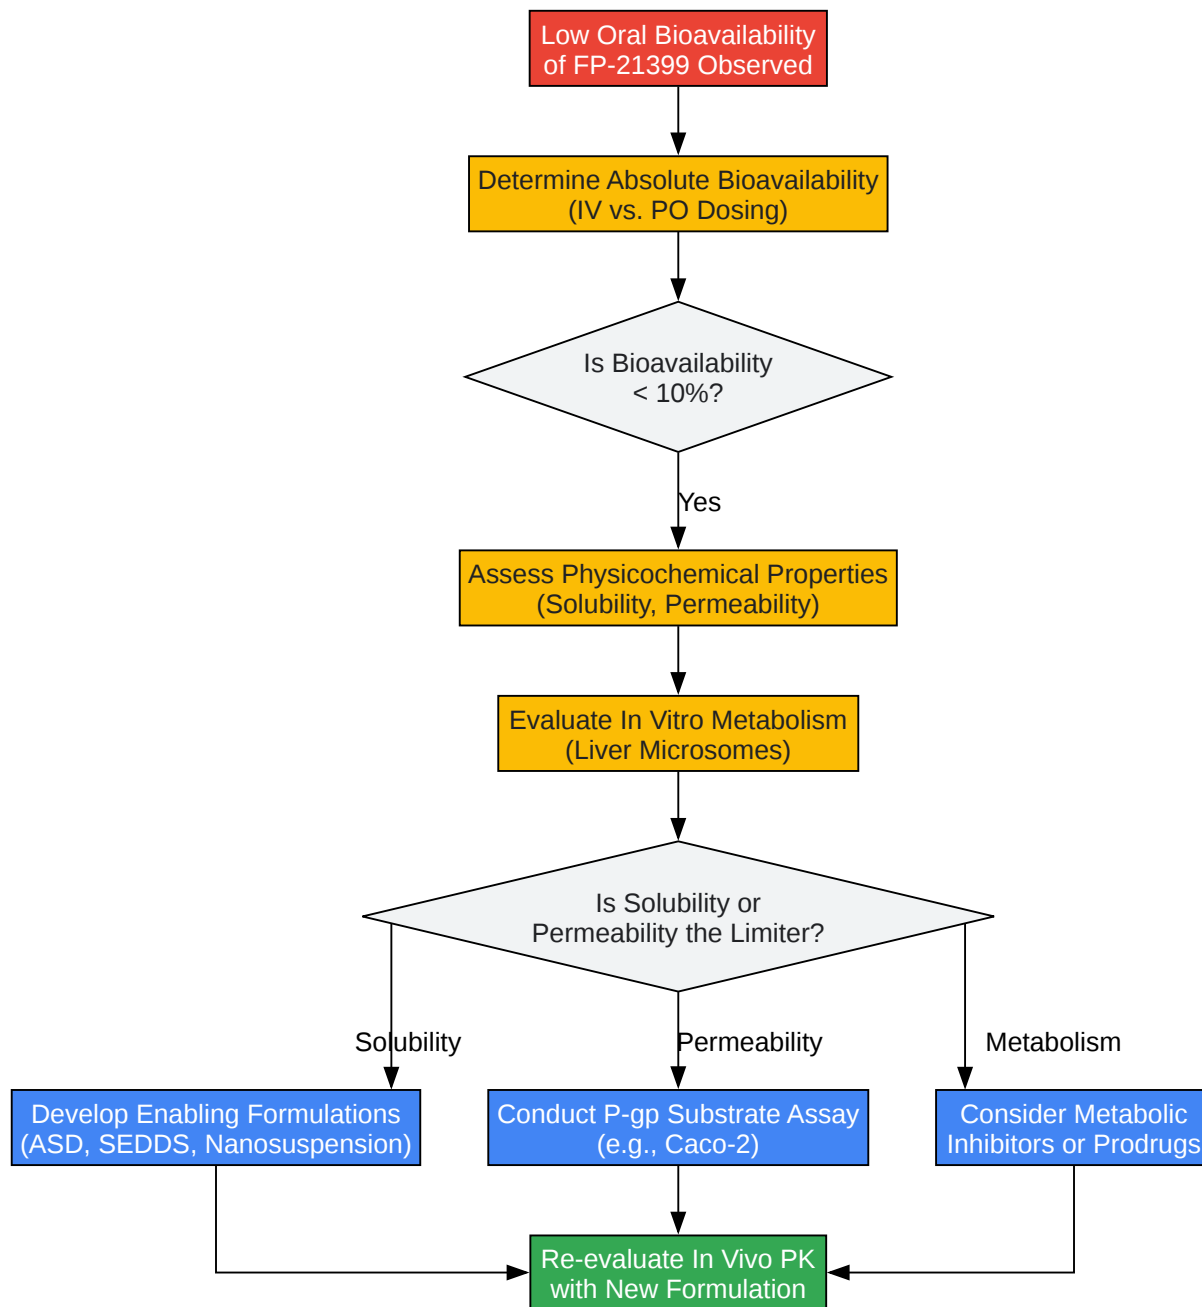 Low Oral Bioavailability
of FP-21399 Observed
Determine Absolute Bioavailability
(IV vs. PO Dosing)
Is Bioavailability
< 10%?
Yes
Assess Physicochemical Properties
(Solubility, Permeability)
Evaluate In Vitro Metabolism
(Liver Microsomes)
Is Solubility or
Permeability the Limiter?
Solubility
Permeability
Metabolism
Develop Enabling Formulations
(ASD, SEDDS, Nanosuspension)
Conduct P-gp Substrate Assay
(e.g., Caco-2)
Consider Metabolic
Inhibitors or Prodrugs
Re-evaluate In Vivo PK
with New Formulation